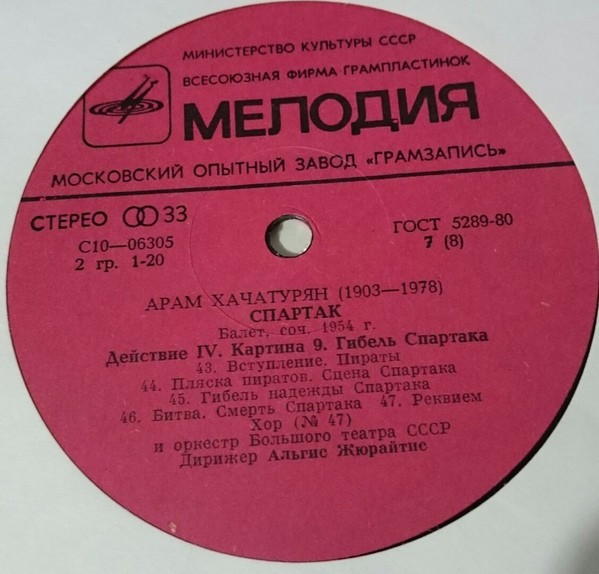 МИНИСТЕРСТВО КУЛЬТУРЫ СССР
ВСЕСОЮЗНАЯ ФИРМА ГРАМПЛАСТИНОК
МЕЛОДИЯ
МОСКОВСКИЙ ОПЫТНЫЙ ЗАВОД «ГРАМЗАПИСЬ»
СТЕРЕО 33
ГОСТ 5289-80
С10—06305
7 (8)
2 гр. 1-20
АРАМ ХАЧАТУРЯН (1903—1978)
СПАРТАК
Балет, соч. 1954 г.
Действие IV. Картина 9. Гибель Спартака
43. Вступление. Пираты
44. Пляска пиратов. Сцена Спартака
45. Гибель надежды Спартака
46. Битва. Смерть Спартака 47. Реквием
Хор (№ 47)
и оркестр Большого театра СССР
Дирижер Альгис Жюрайтис